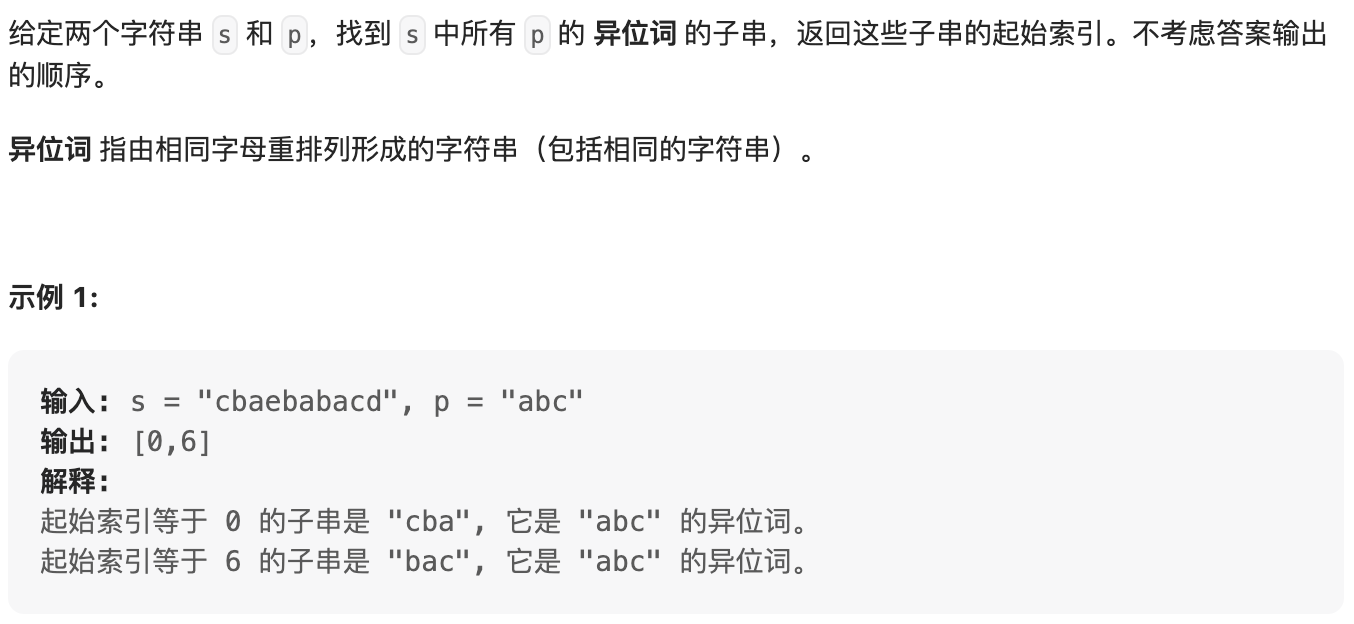 给定两个字符串 s 和 p，找到 s 中所有 p 的 异位词 的子串，返回这些子串的起始索引。不考虑答案输出
的顺序。
异位词 指由相同字母重排列形成的字符串（包括相同的字符串）。
示例 1:
输入: s = "cbaebabacd", p = "abc"
输出: [0,6]
解释:
起始索引等于 0 的子串是 "cba", 它是 "abc" 的异位词。
起始索引等于 6 的子串是 "bac", 它是 "abc" 的异位词。